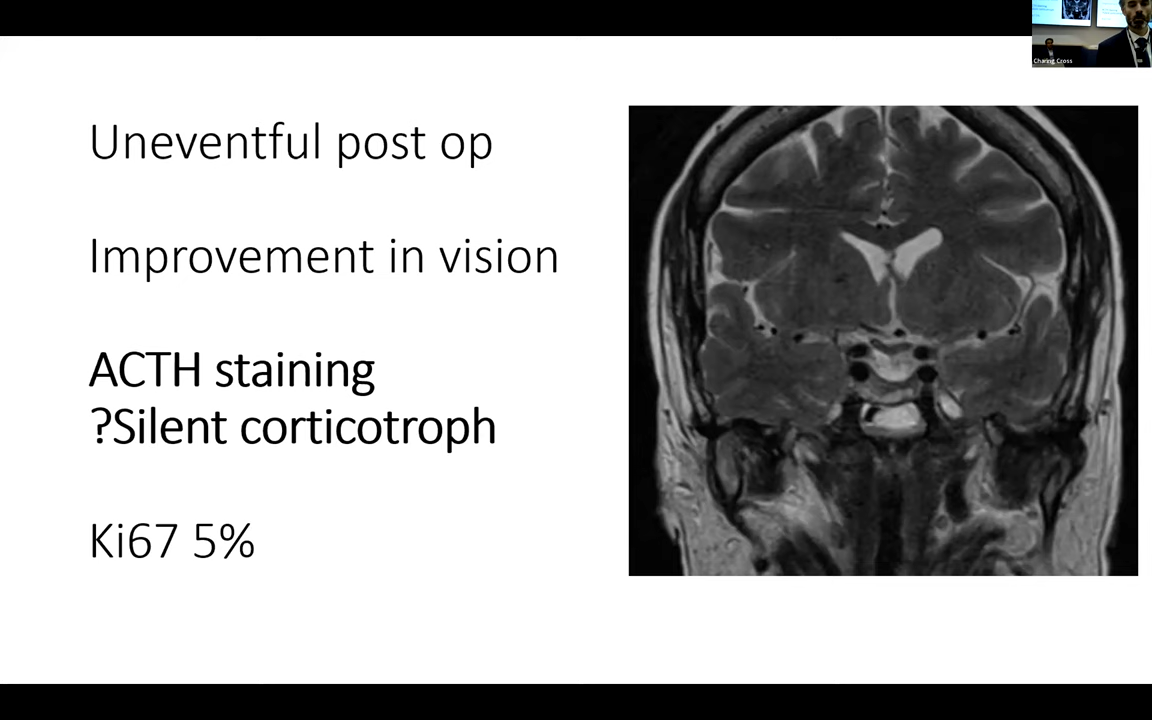 Charing Cross
Uneventful post op
Improvement in vision
ACTH staining
?Silent corticotroph
Ki67 5%